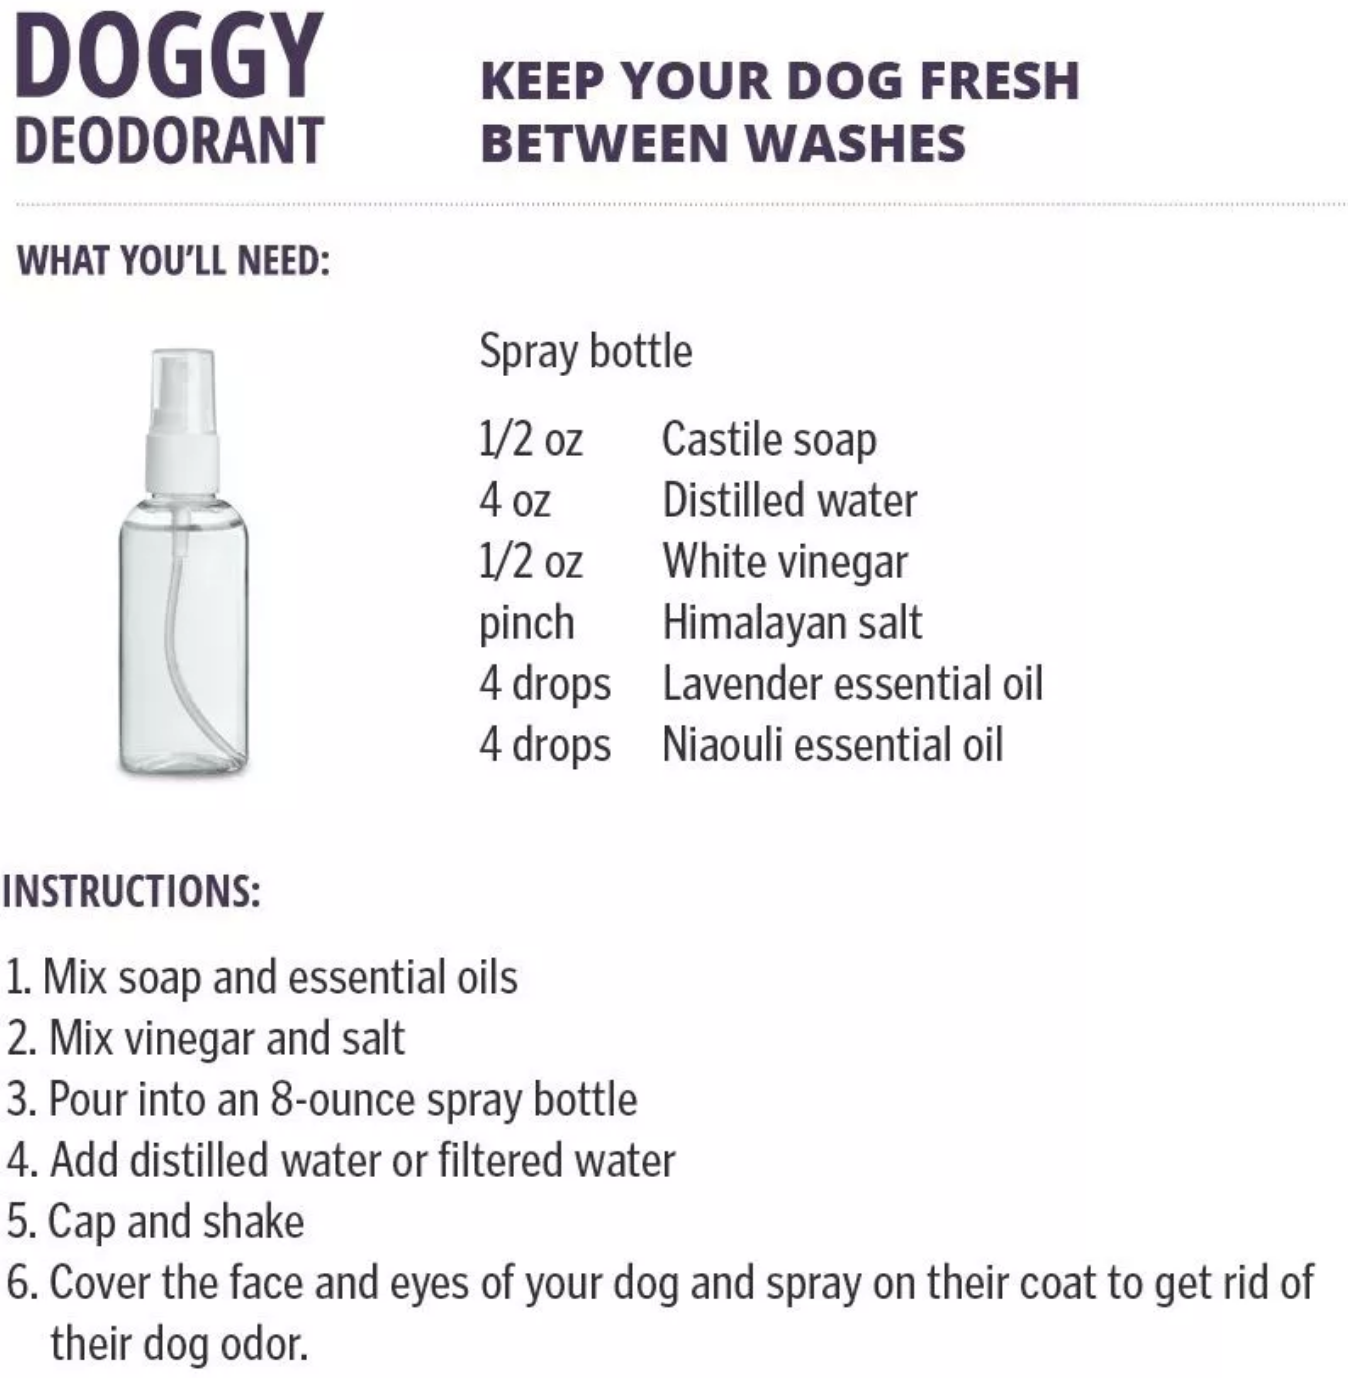 DOGGY
DEODORANT
KEEP YOUR DOG FRESH
BETWEEN WASHES
WHAT YOU'LL NEED:
Spray bottle
1/2 oz Castile soap
4 oz Distilled water
1/2 oz White vinegar
pinch Himalayan salt
4 drops Lavender essential oil
4 drops Niaouli essential oil
INSTRUCTIONS:
1. Mix soap and essential oils
2. Mix vinegar and salt
3. Pour into an 8-ounce spray bottle
4. Add distilled water or filtered water
5. Cap and shake
6. Cover the face and eyes of your dog and spray on their coat to get rid of
their dog odor.